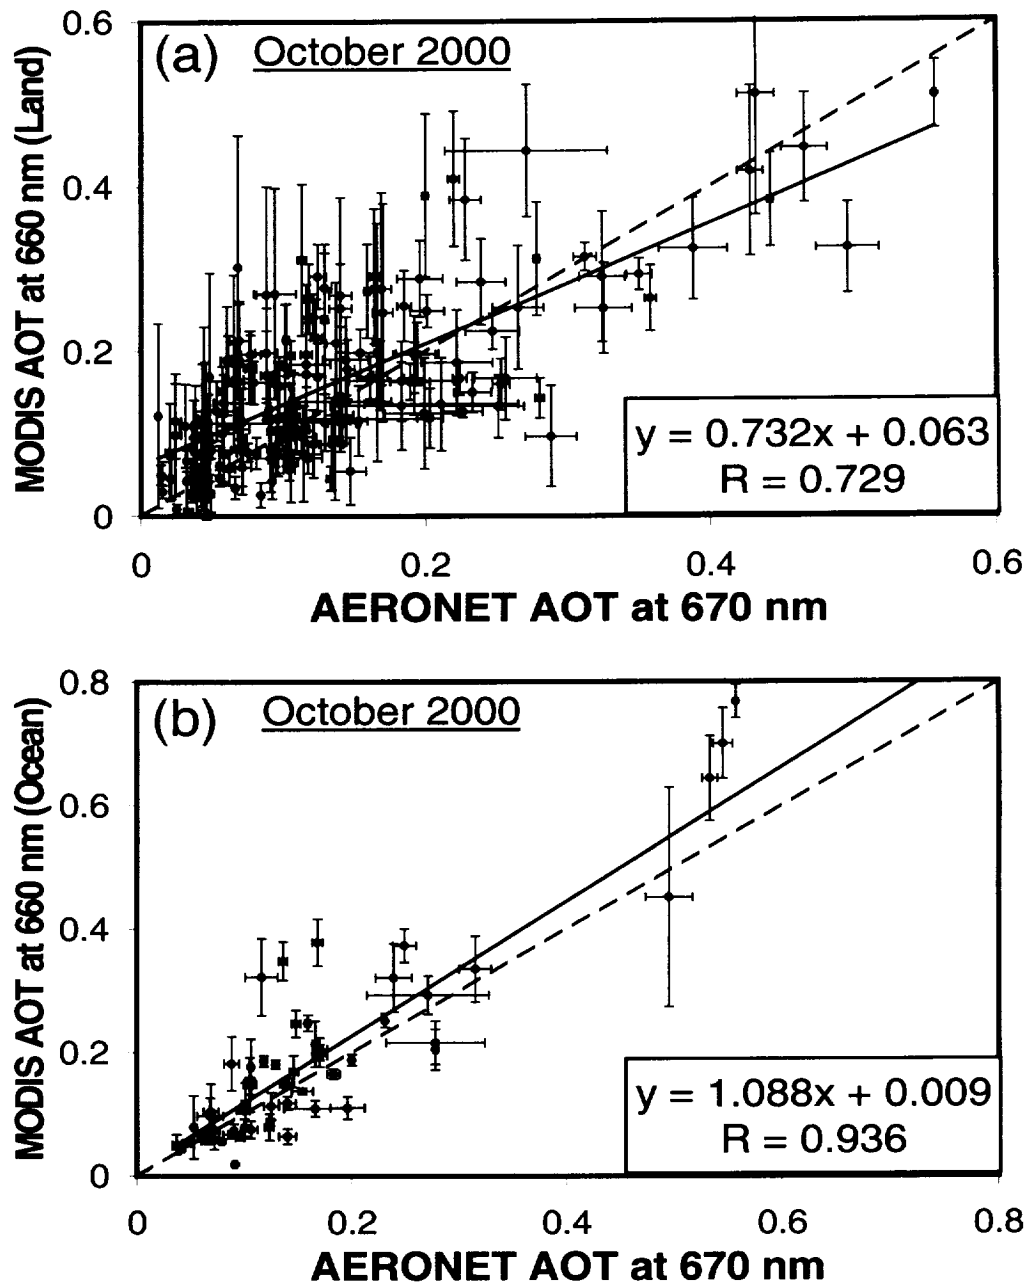 (a) October 2000
MODIS AOT at 660 nm (Land)
0.6
0.4
0.2
0
y = 0.732x + 0.063
R = 0.729
0 0.2 0.4 0.6
AERONET AOT at 670 nm
(b) October 2000
MODIS AOT at 660 nm (Ocean)
0.8
0.6
0.4
0.2
0
y = 1.088x + 0.009
R = 0.936
0 0.2 0.4 0.6 0.8
AERONET AOT at 670 nm